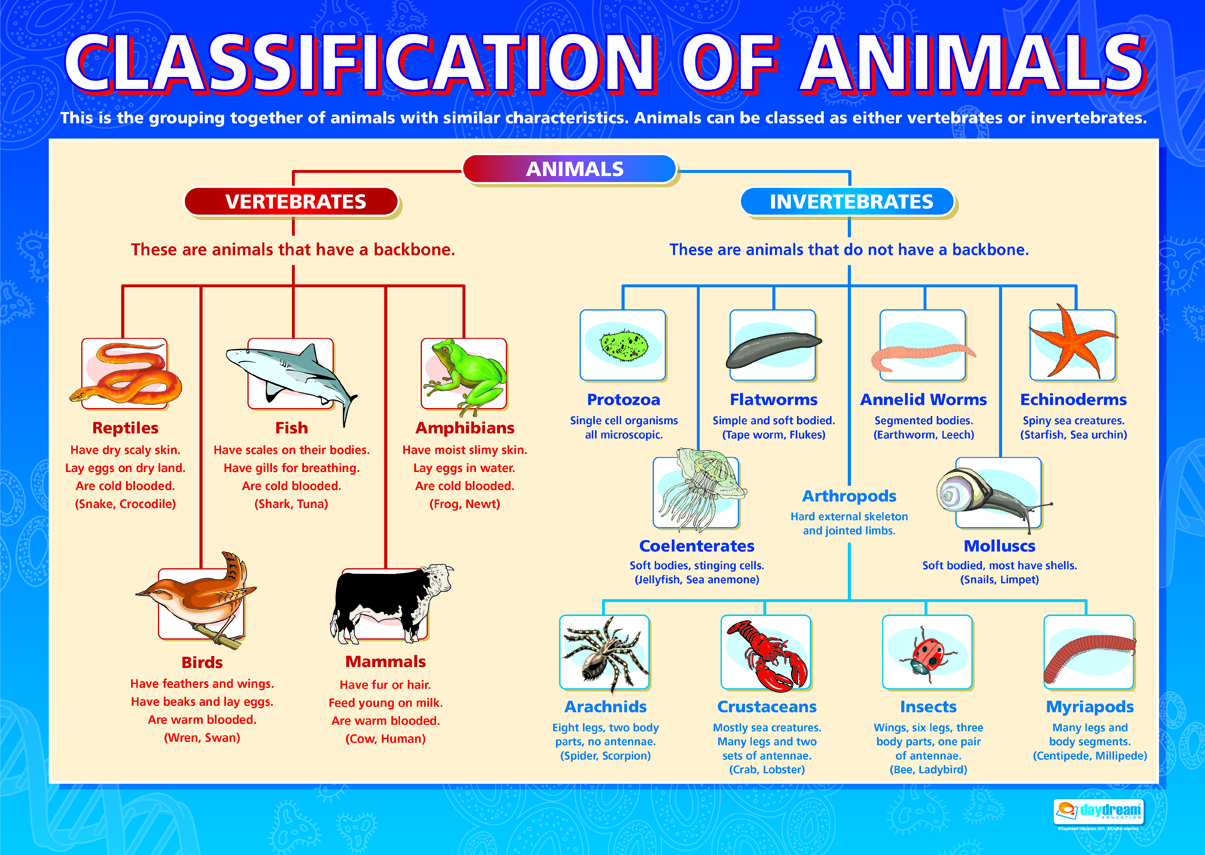 CLASSIFICATION OF ANIMALS
This is the grouping together of animals with similar characteristics. Animals can be classed as either vertebrates or invertebrates.
ANIMALS
VERTEBRATES
These are animals that have a backbone.
Reptiles
Have dry scaly skin.
Lay eggs on dry land.
Are cold blooded.
(Snake, Crocodile)
Fish
Have scales on their bodies.
Have gills for breathing.
Are cold blooded.
(Shark, Tuna)
Amphibians
Have moist slimy skin.
Lay eggs in water.
Are cold blooded.
(Frog, Newt)
Birds
Have feathers and wings.
Have beaks and lay eggs.
Are warm blooded.
(Wren, Swan)
Mammals
Have fur or hair.
Feed young on milk.
Are warm blooded.
(Cow, Human)
INVERTEBRATES
These are animals that do not have a backbone.
Protozoa
Single cell organisms
all microscopic.
Flatworms
Simple and soft bodied.
(Tape worm, Flukes)
Annelid Worms
Segmented bodies.
(Earthworm, Leech)
Echinoderms
Spiny sea creatures.
(Starfish, Sea urchin)
Coelenterates
Soft bodies, stinging cells.
(Jellyfish, Sea anemone)
Arthropods
Hard external skeleton
and jointed limbs.
Molluscs
Soft bodied, most have shells.
(Snails, Limpet)
Arachnids
Eight legs, two body
parts, no antennae.
(Spider, Scorpion)
Crustaceans
Mostly sea creatures.
Many legs and two
sets of antennae.
(Crab, Lobster)
Insects
Wings, six legs, three
body parts, one pair
of antennae.
(Bee, Ladybird)
Myriapods
Many legs and
body segments.
(Centipede, Millipede)
daydream
EDUCATION
©Daydream Education 2011. All rights reserved.